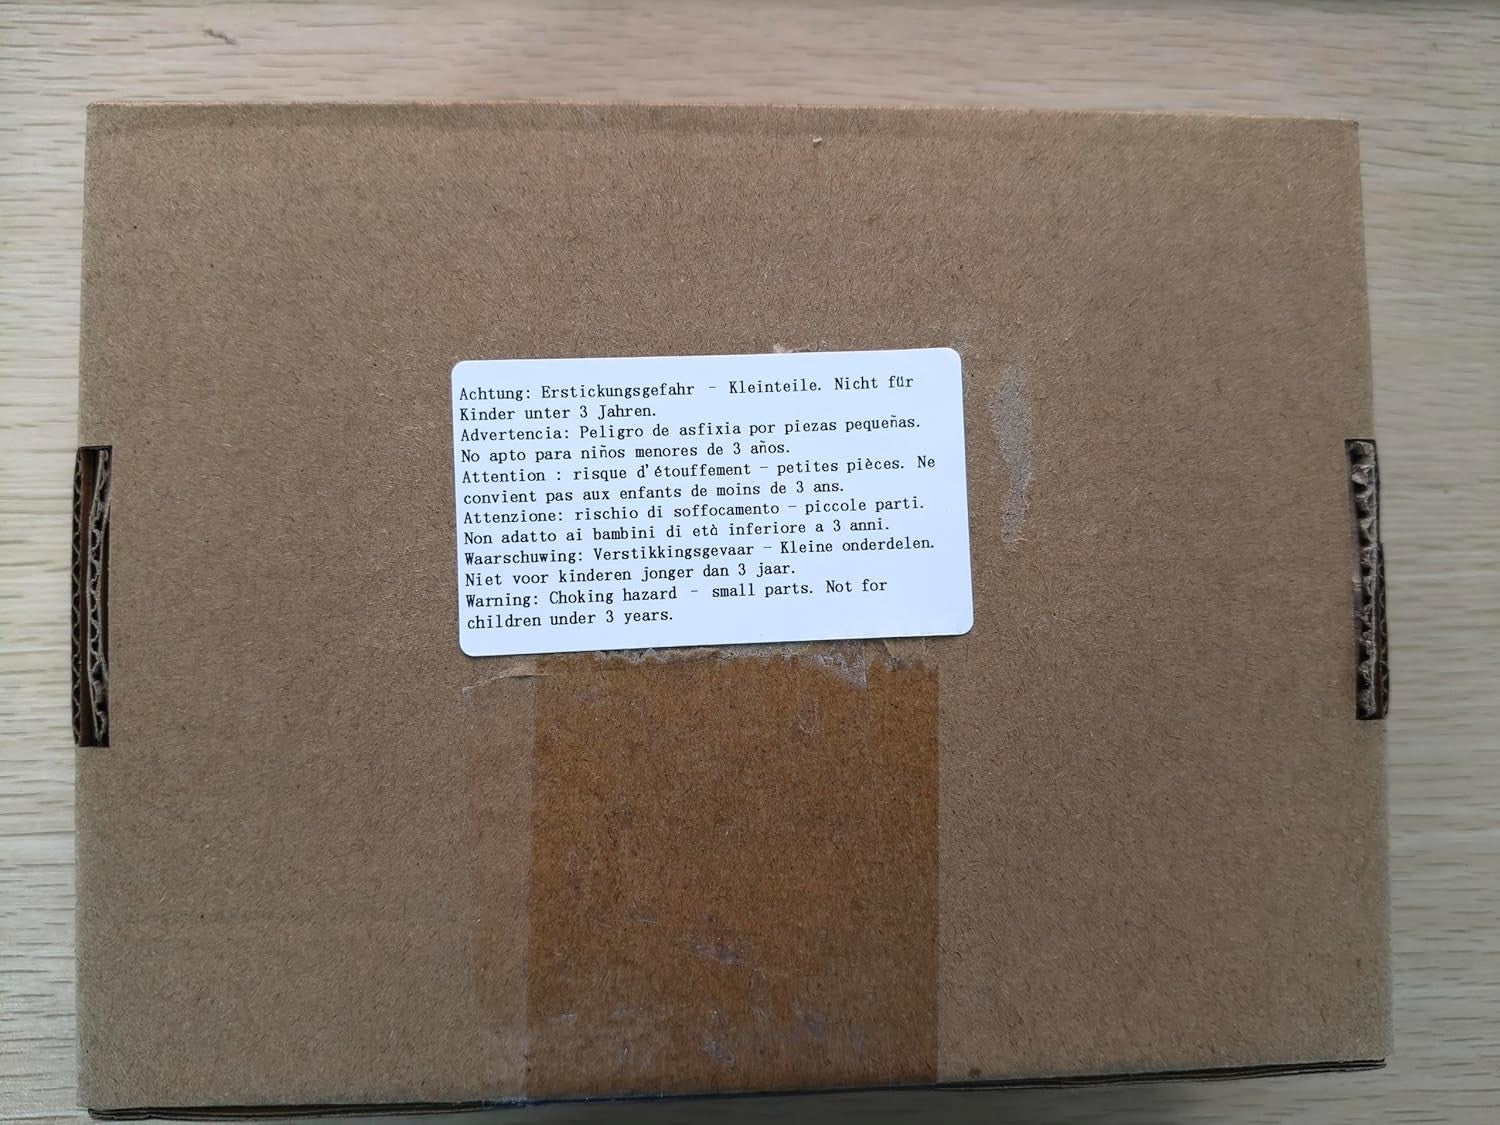 Achtung: Erstickungsgefahr - Kleinteile. Nicht für
Kinder unter 3 Jahren.
Advertencia: Peligro de asfixia por piezas pequeñas.
No apto para niños menores de 3 años.
Attention : risque d'étouffement - petites pièces. Ne
convient pas aux enfants de moins de 3 ans.
Attenzione: rischio di soffocamento - piccole parti.
Non adatto ai bambini di età inferiore a 3 anni.
Waarschuwing: Verstikkingsgevaar - Kleine onderdelen.
Niet voor kinderen jonger dan 3 jaar.
Warning: Choking hazard - small parts. Not for
children under 3 years.